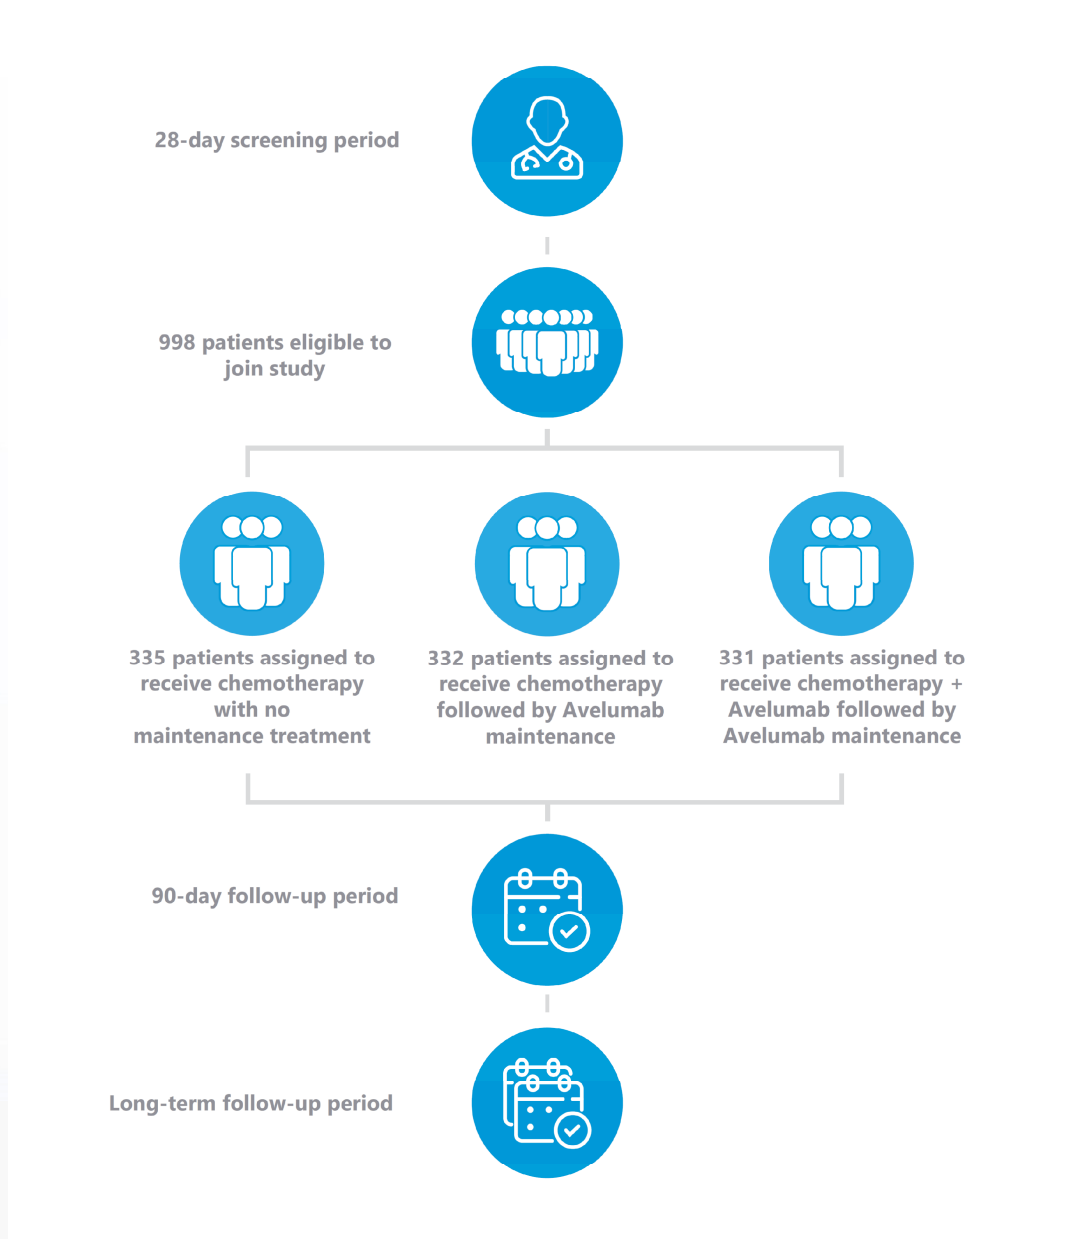 28-day screening period
998 patients eligible to
join study
335 patients assigned to
receive chemotherapy
with no
maintenance treatment
332 patients assigned to
receive chemotherapy
followed by Avelumab
maintenance
331 patients assigned to
receive chemotherapy +
Avelumab followed by
Avelumab maintenance
90-day follow-up period
Long-term follow-up period